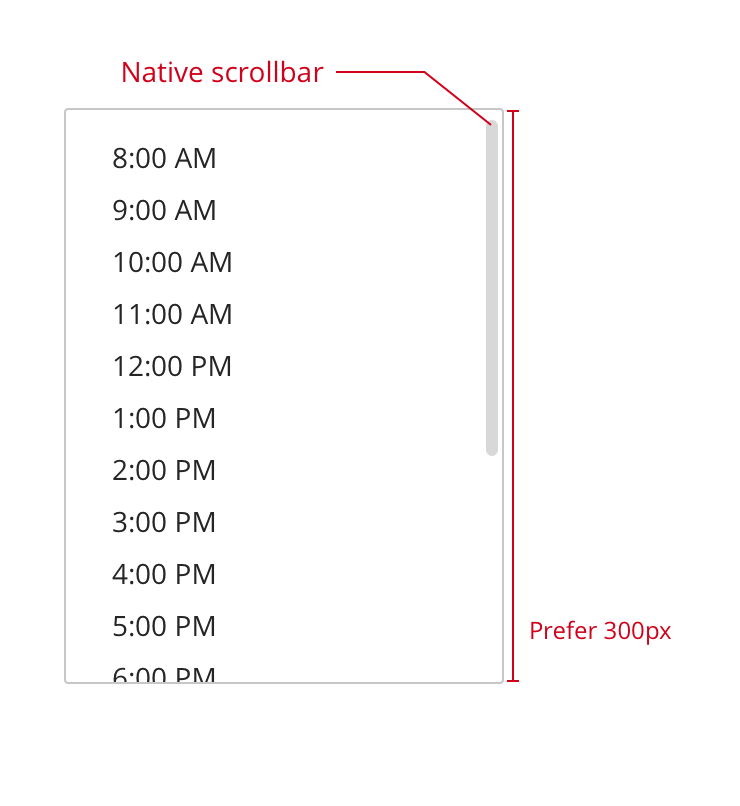 Native scrollbar
8:00 AM
9:00 AM
10:00 AM
11:00 AM
12:00 PM
1:00 PM
2:00 PM
3:00 PM
4:00 PM
5:00 PM
Prefer 300px
6:00 PM